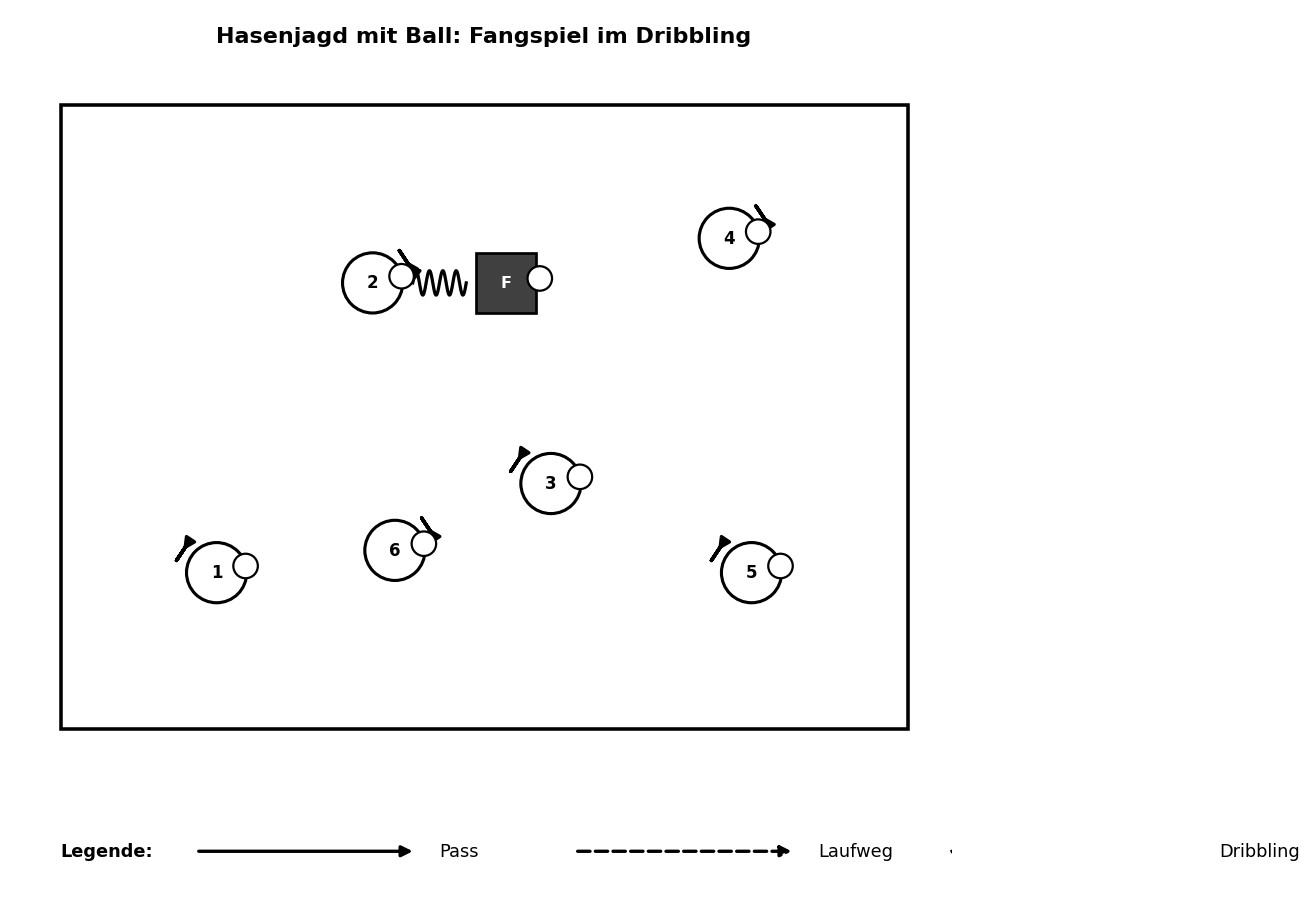 Hasenjagd mit Ball: Fangspiel im Dribbling
4
2 F
3
6
1 5
Legende: Pass Laufweg Dribbling